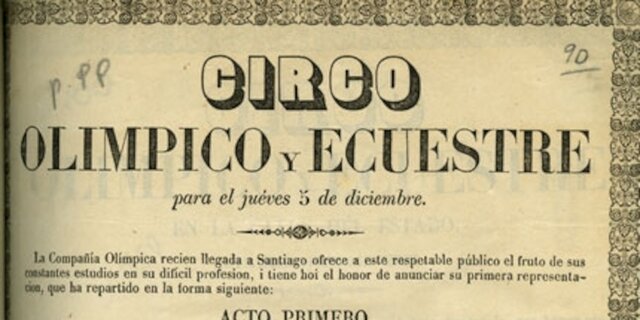 p. PP
90
CIRCO
OLIMPICO Y ECUESTRE
para el juéves 5 de diciembre.
La Compañia Olímpica recien llegada a Santiago ofrece a este respetable público el fruto de sus
constantes estudios en su dificil profesion, i tiene hoi el honor de anunciar su primera representa-
cion, que ha repartido en la forma siguiente:
ACTO PRIMERO